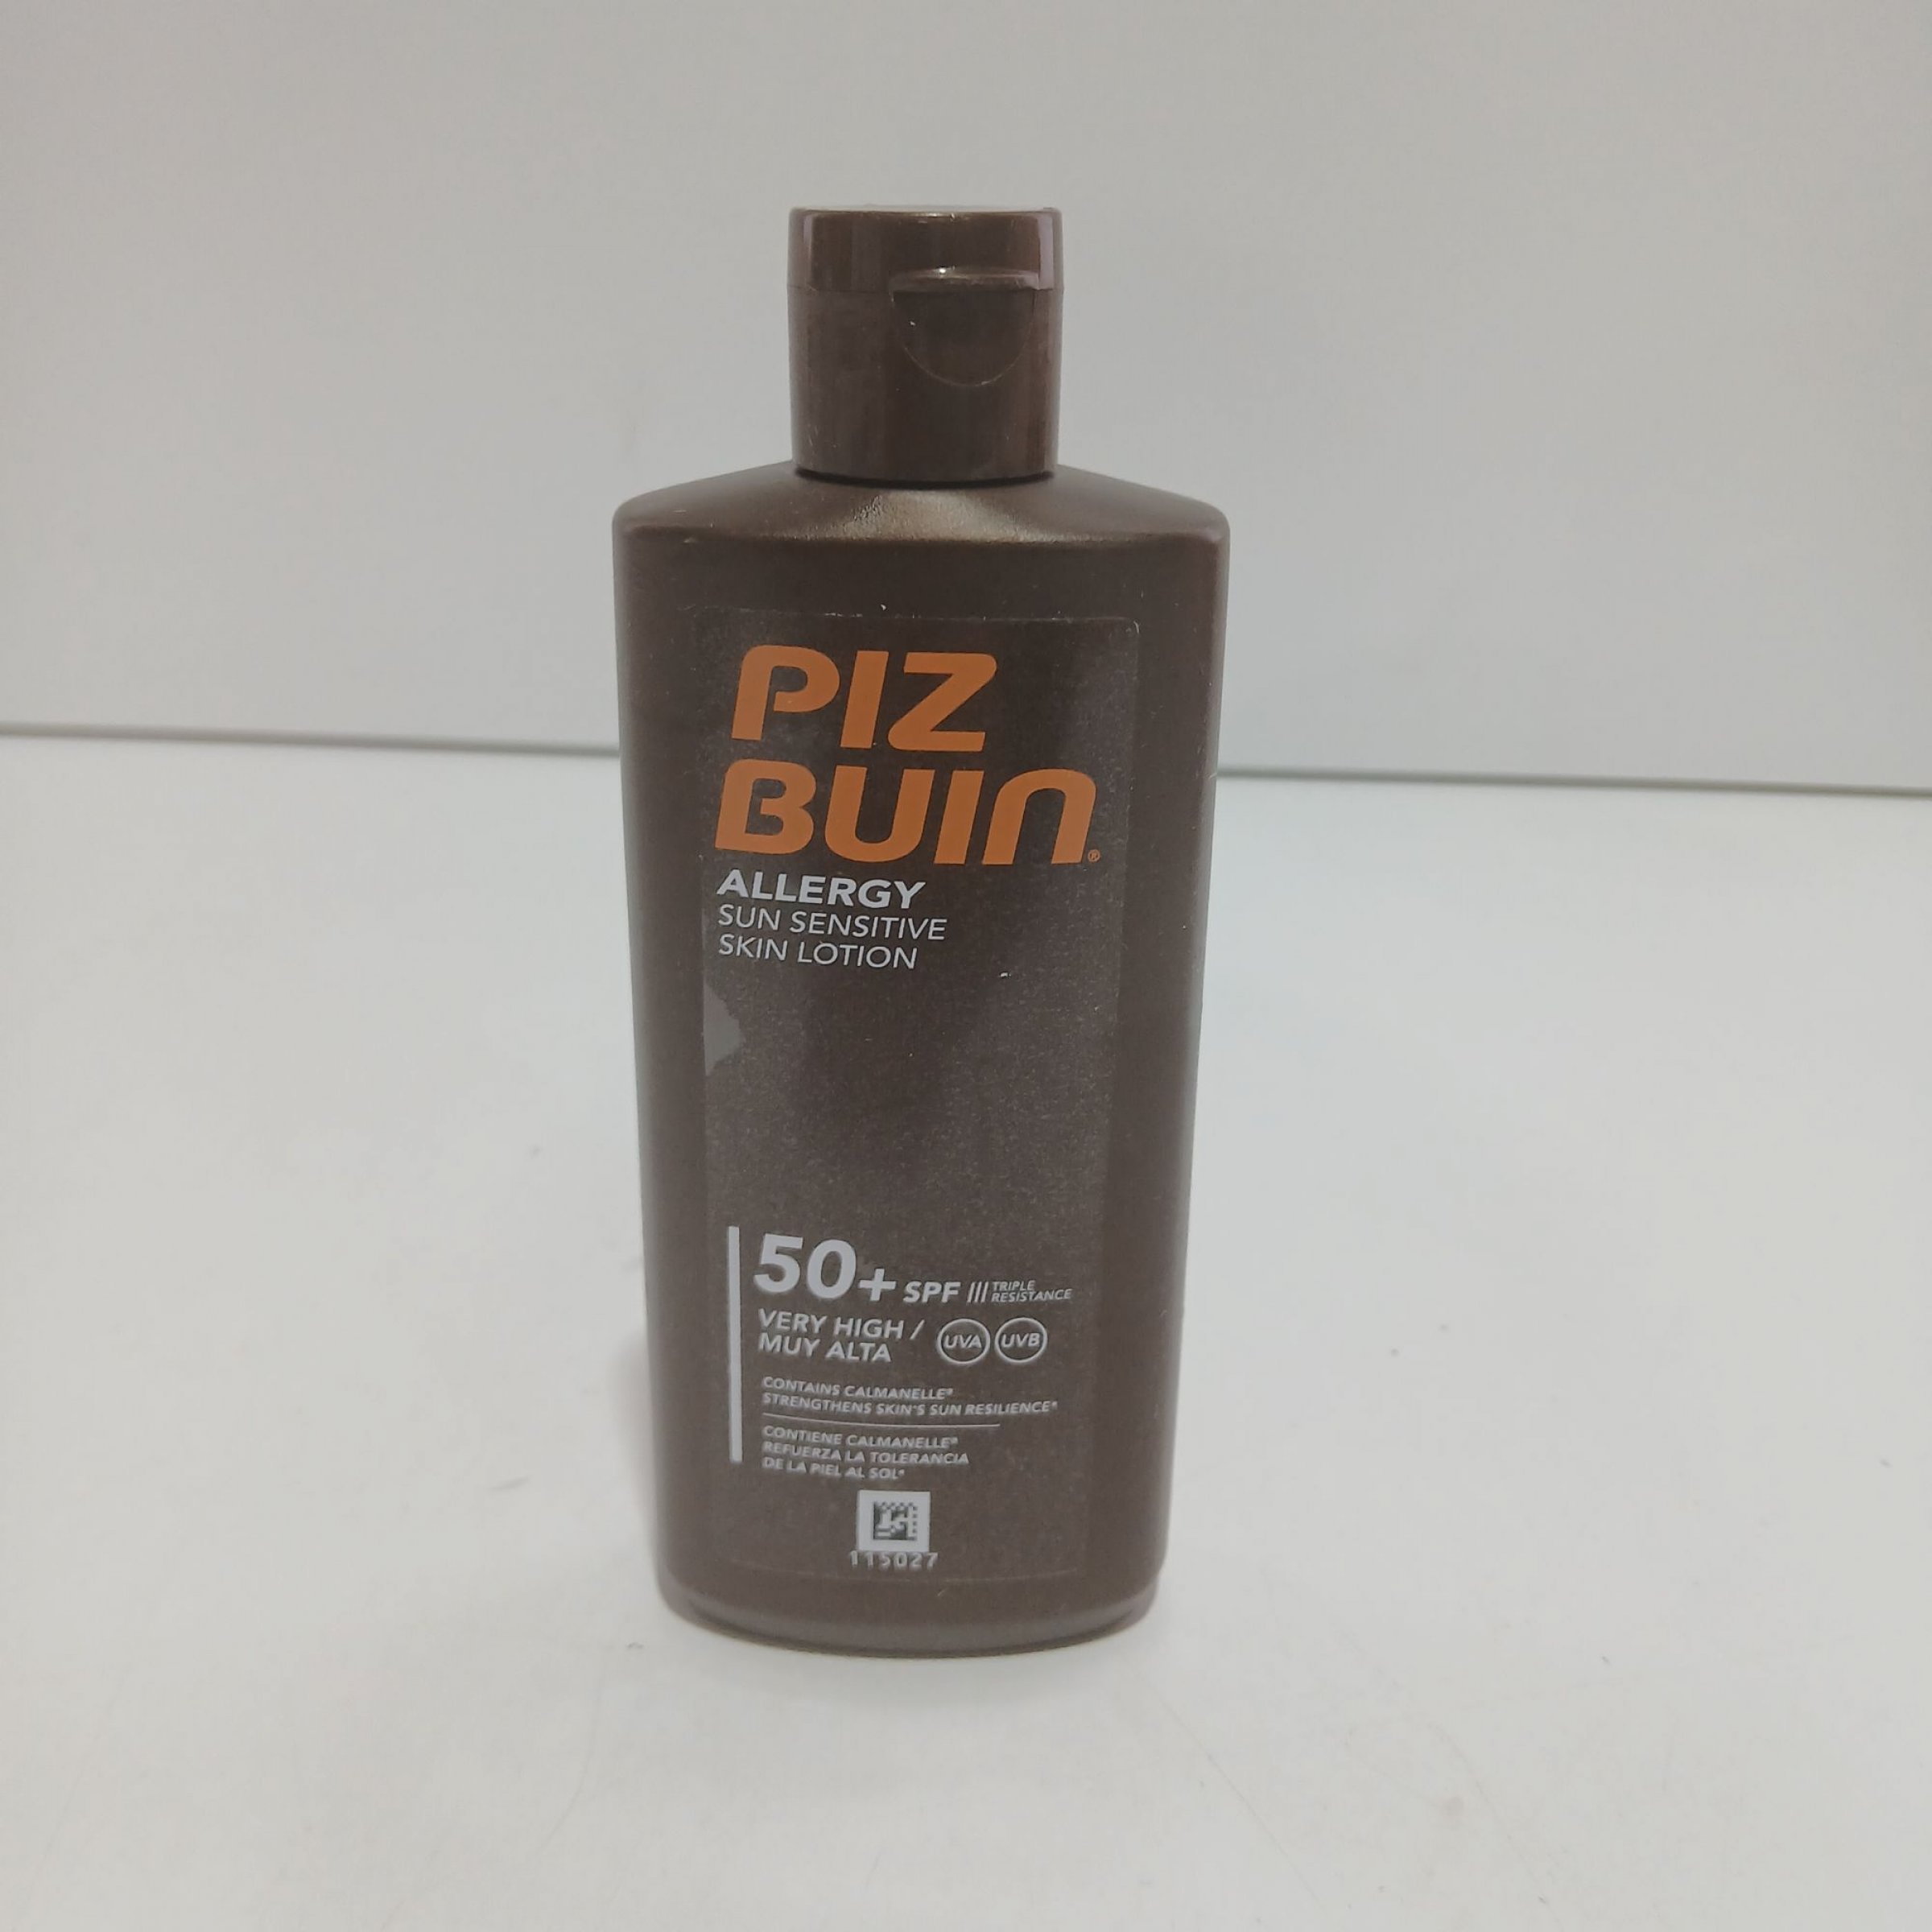 PIZ
BUIN®
ALLERGY
SUN SENSITIVE
SKIN LOTION
50+ SPF /// TRIPLE
RESISTANCE
VERY HIGH /
MUY ALTA
UVA UVB
CONTAINS CALMANELLE®
STRENGTHENS SKIN'S SUN RESILIENCE*
CONTIENE CALMANELLE®
REFUERZA LA TOLERANCIA
DE LA PIEL AL SOL*
115027